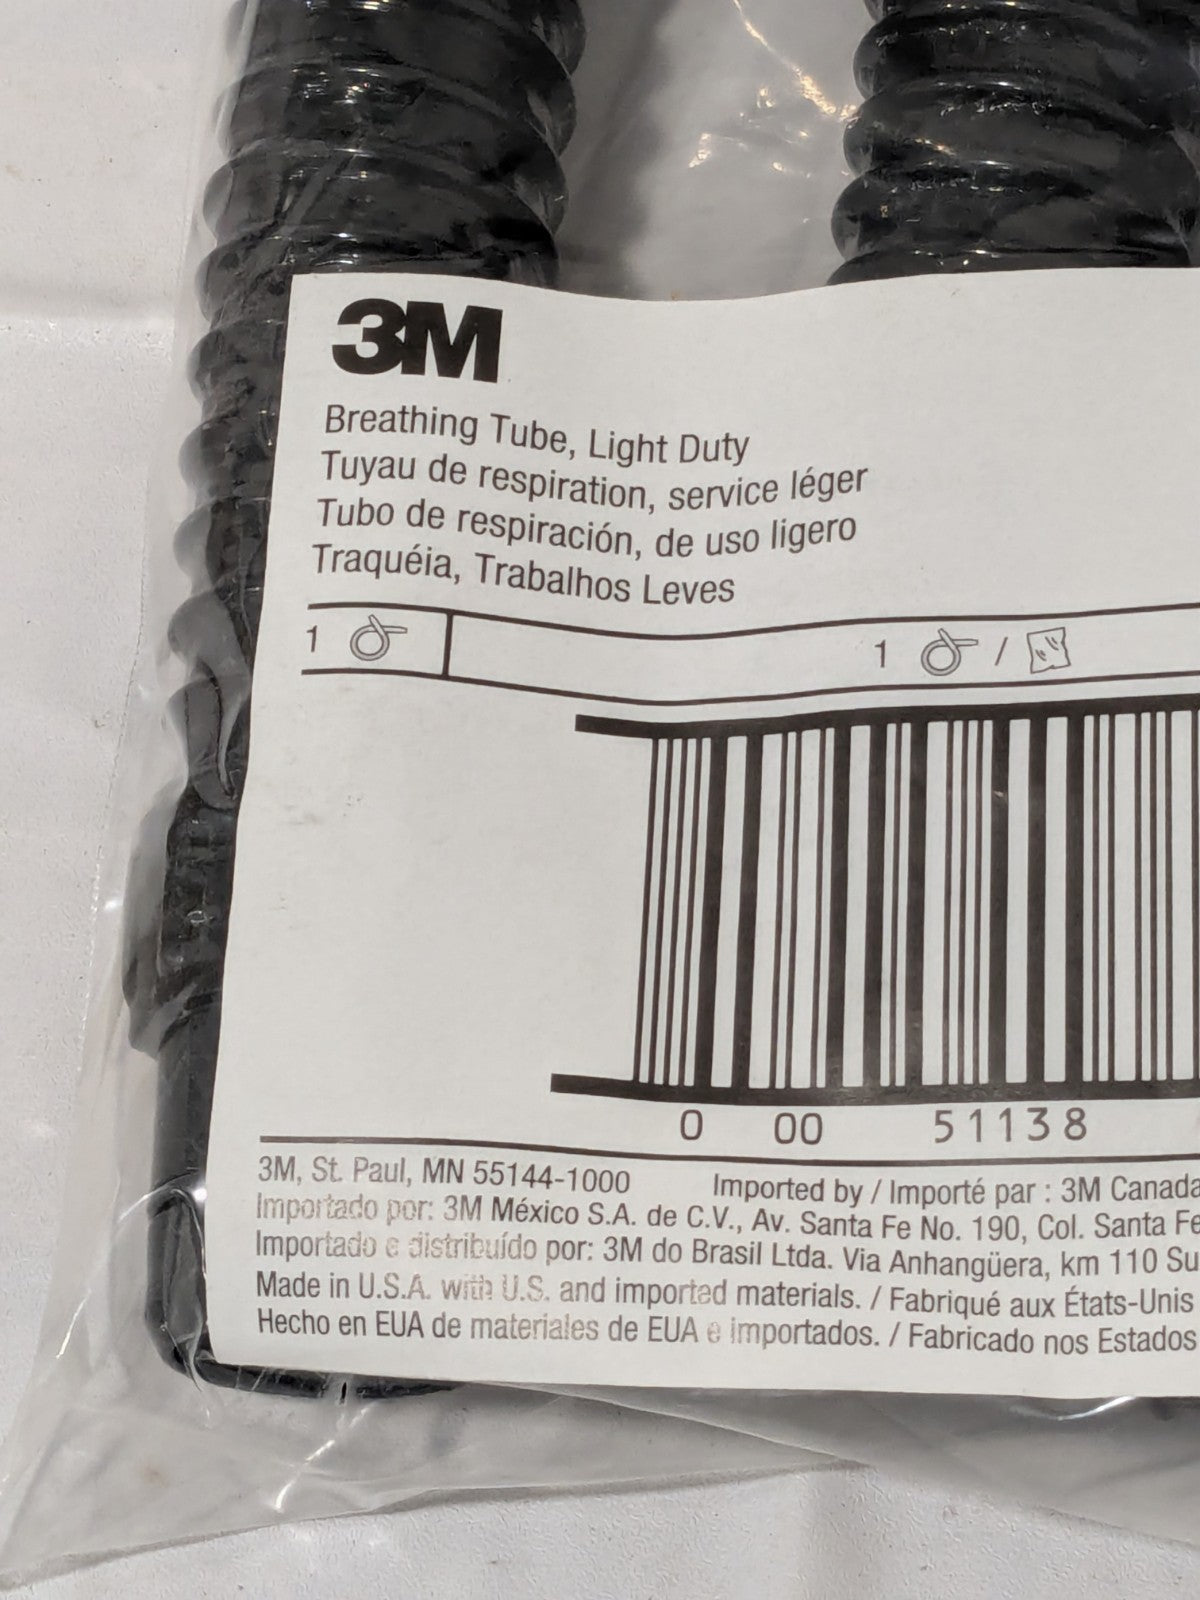 3M
Breathing Tube, Light Duty
Tuyau de respiration, service léger
Tubo de respiración, de uso ligero
Traquéia, Trabalhos Leves
1 1 /
0 00 51138
3M, St. Paul, MN 55144-1000 Imported by / Importé par : 3M Canada
Importado por: 3M México S.A. de C.V., Av. Santa Fe No. 190, Col. Santa Fe
Importado e distribuído por: 3M do Brasil Ltda. Via Anhangüera, km 110 Su
Made in U.S.A. with U.S. and imported materials. / Fabriqué aux États-Unis
Hecho en EUA de materiales de EUA e importados. / Fabricado nos Estados